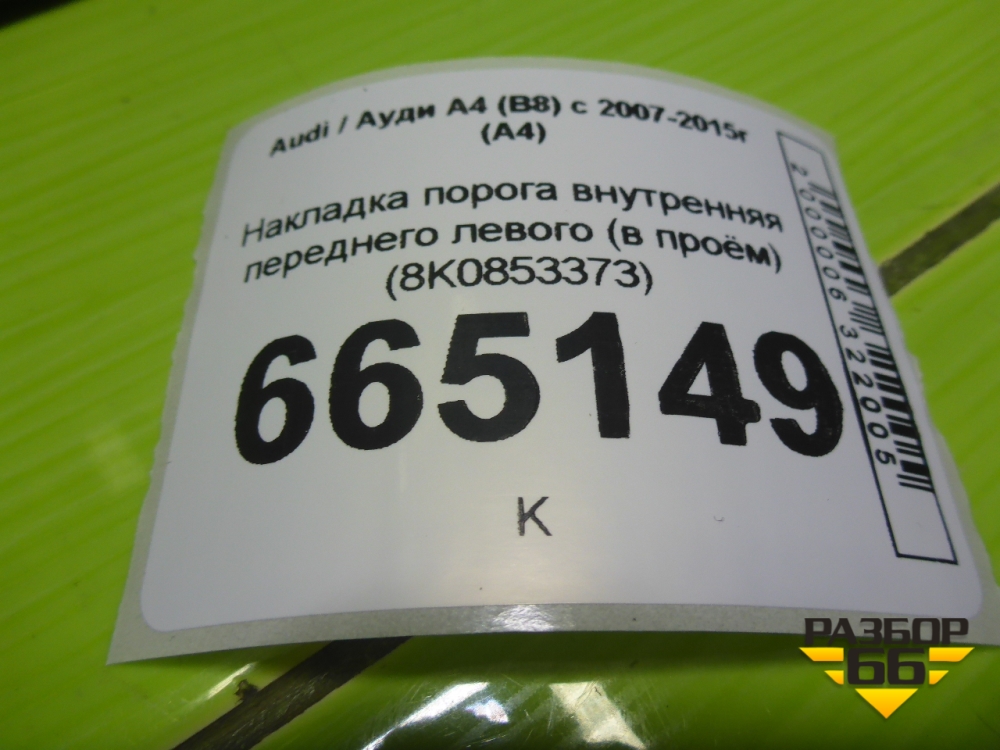 Audi / Ауди A4 (B8) с 2007-2015г
(A4)
Накладка порога внутренняя
переднего левого (в проём)
(8K0853373)
665149
К
2000006322005
РАЗБОР
66